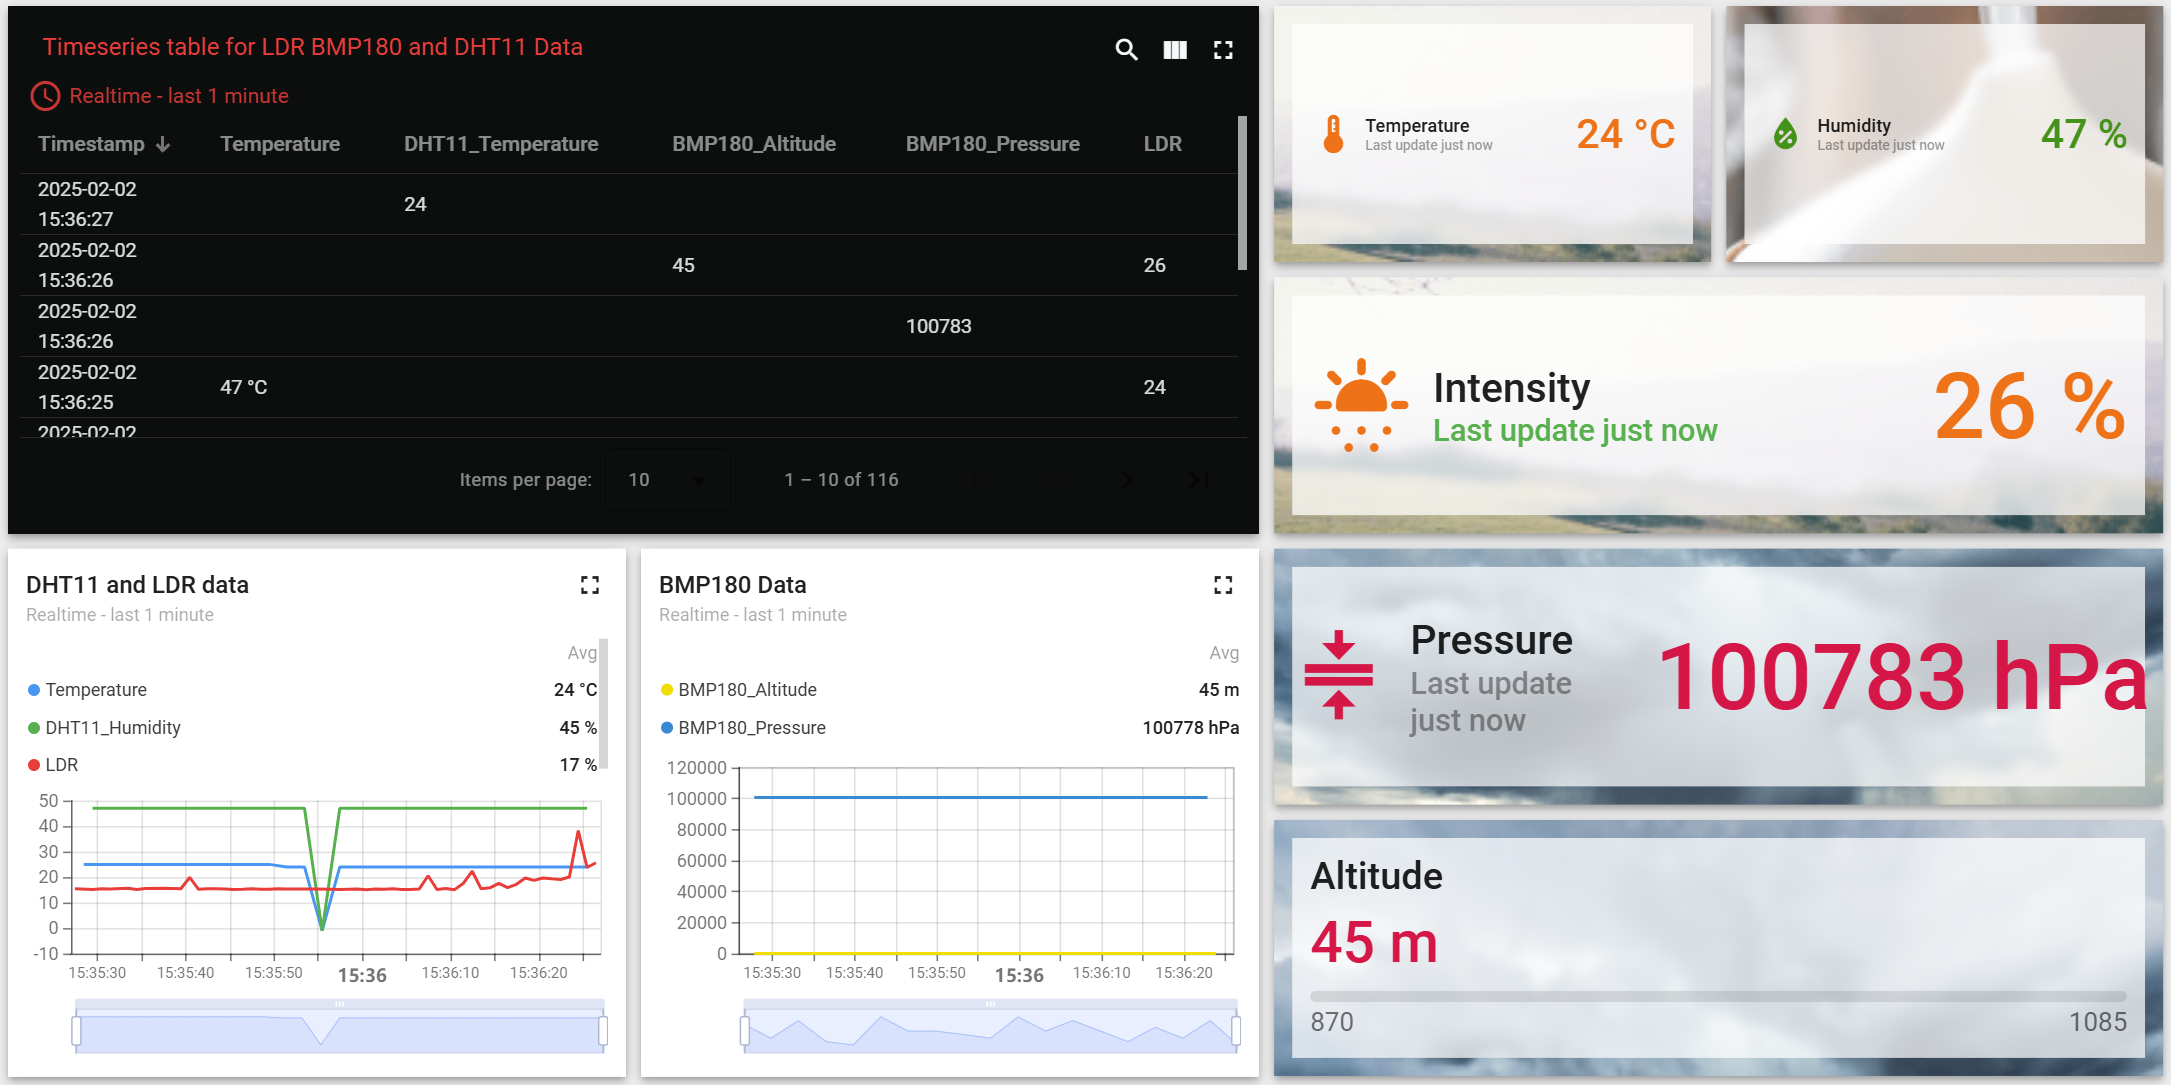 Timeseries table for LDR BMP180 and DHT11 Data
Realtime - last 1 minute
Timestamp Temperature DHT11_Temperature BMP180_Altitude BMP180_Pressure LDR
2025-02-02
15:36:27
24
2025-02-02
15:36:26
45 26
2025-02-02
15:36:26
100783
2025-02-02
15:36:25
47 °C 24
2025-02-02
Items per page: 10 1 – 10 of 116
Temperature
Last update just now
24 °C
Humidity
Last update just now
47 %
Intensity
Last update just now
26 %
DHT11 and LDR data
Realtime - last 1 minute
Avg
Temperature 24 °C
DHT11_Humidity 45 %
LDR 17 %
50
40
30
20
10
0
-10
15:35:30 15:35:40 15:35:50 15:36 15:36:10 15:36:20
BMP180 Data
Realtime - last 1 minute
Avg
BMP180_Altitude 45 m
BMP180_Pressure 100778 hPa
120000
100000
80000
60000
40000
20000
0
15:35:30 15:35:40 15:35:50 15:36 15:36:10 15:36:20
Pressure
Last update
just now
100783 hPa
Altitude
45 m
870 1085